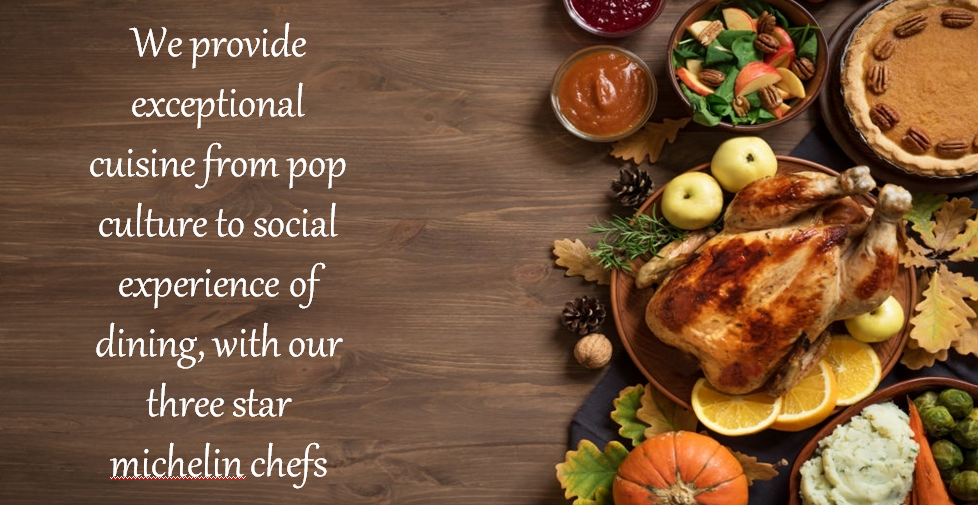 We provide
exceptional
cuisine from pop
culture to social
experience of
dining, with our
three star
michelin chefs